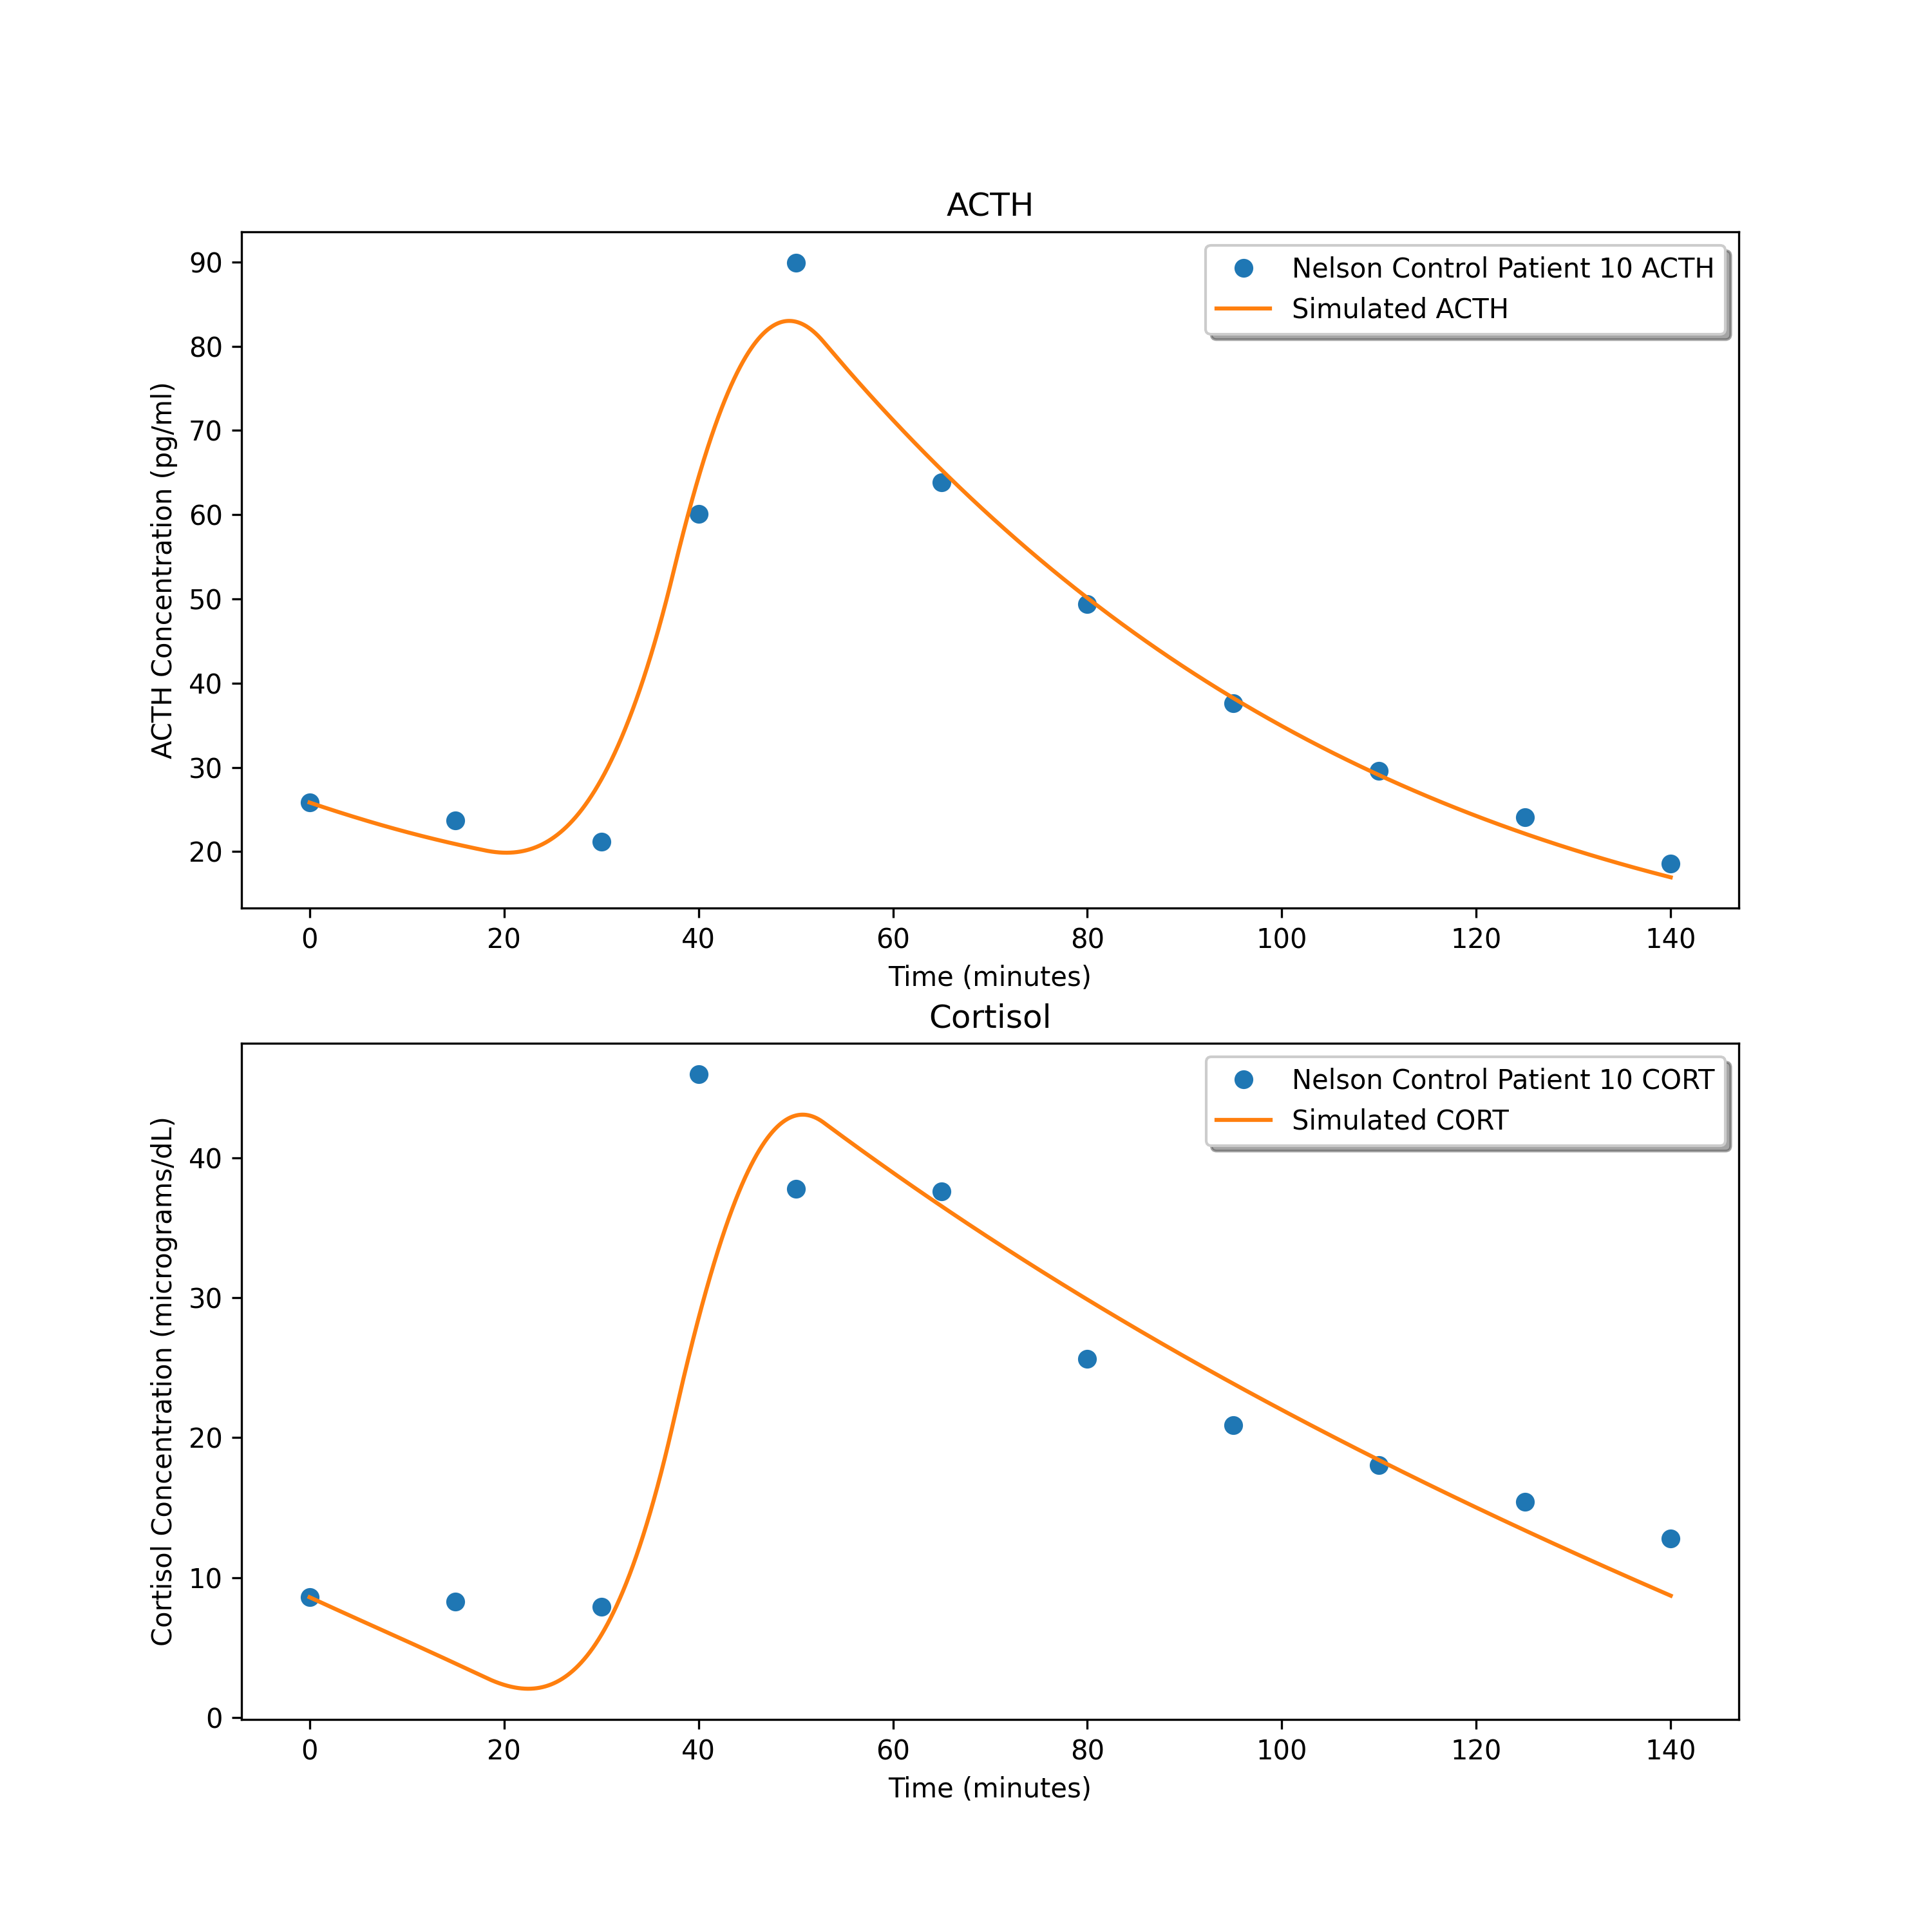 ACTH
90
80
70
60
50
40
30
20
ACTH Concentration (pg/ml)
Nelson Control Patient 10 ACTH
Simulated ACTH
0 20 40 60 80 100 120 140
Time (minutes)
Cortisol
40
30
20
10
0
Cortisol Concentration (micrograms/dL)
Nelson Control Patient 10 CORT
Simulated CORT
0 20 40 60 80 100 120 140
Time (minutes)